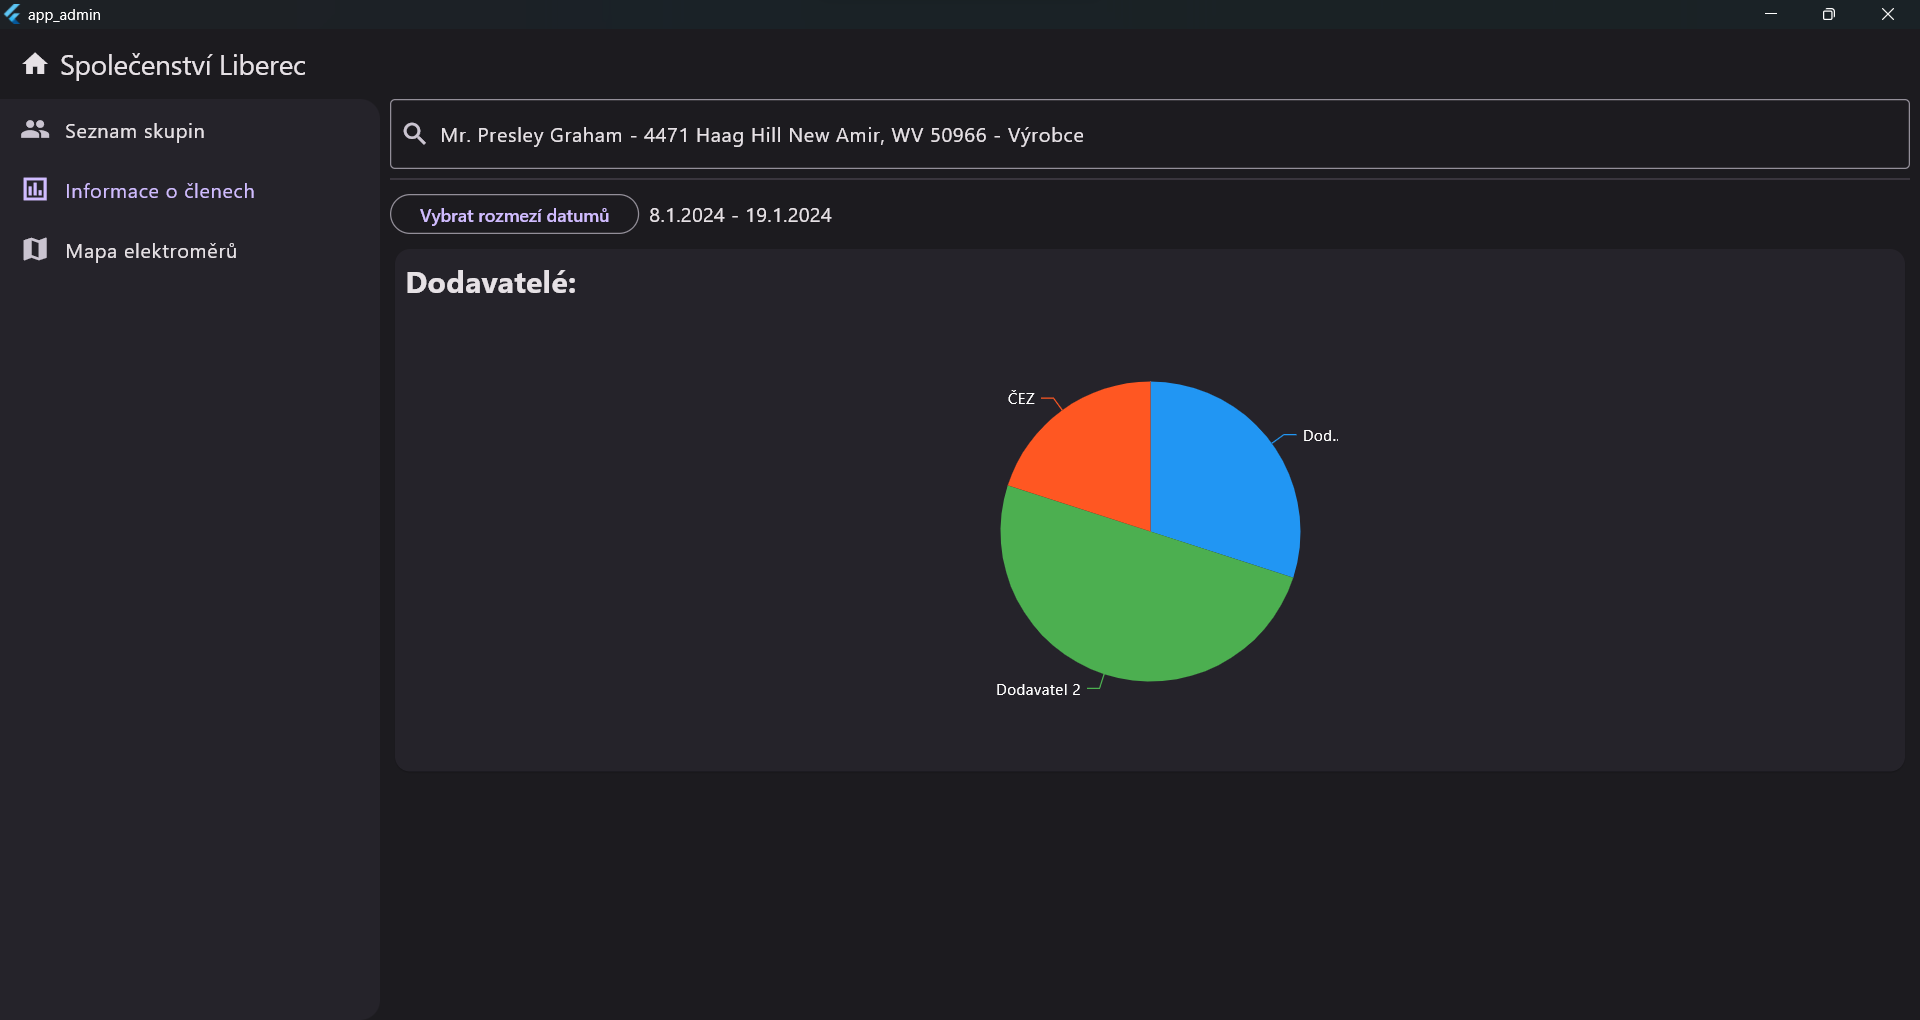 app_admin
Společenství Liberec
Seznam skupin
Informace o členech
Mapa elektroměrů
Mr. Presley Graham - 4471 Haag Hill New Amir, WV 50966 - Výrobce
Vybrat rozmezí datumů
8.1.2024 - 19.1.2024
Dodavatelé:
ČEZ
Dod..
Dodavatel 2